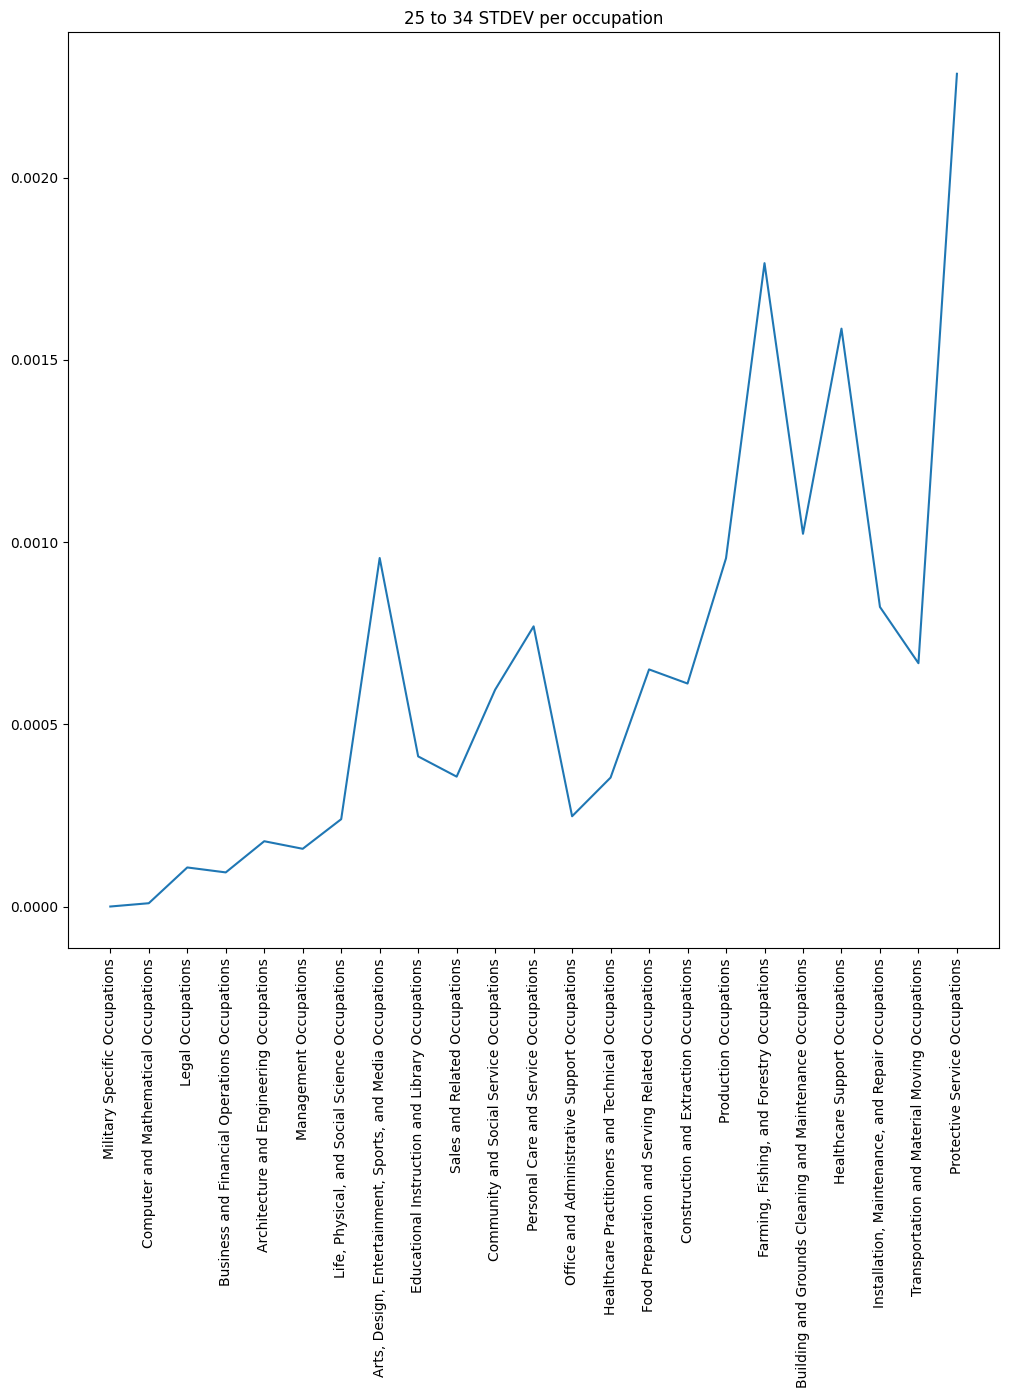 25 to 34 STDEV per occupation
0.0020
0.0015
0.0010
0.0005
0.0000
Military Specific Occupations
Computer and Mathematical Occupations
Legal Occupations
Business and Financial Operations Occupations
Architecture and Engineering Occupations
Management Occupations
Life, Physical, and Social Science Occupations
Arts, Design, Entertainment, Sports, and Media Occupations
Educational Instruction and Library Occupations
Sales and Related Occupations
Community and Social Service Occupations
Personal Care and Service Occupations
Office and Administrative Support Occupations
Healthcare Practitioners and Technical Occupations
Food Preparation and Serving Related Occupations
Construction and Extraction Occupations
Production Occupations
Farming, Fishing, and Forestry Occupations
Building and Grounds Cleaning and Maintenance Occupations
Healthcare Support Occupations
Installation, Maintenance, and Repair Occupations
Transportation and Material Moving Occupations
Protective Service Occupations